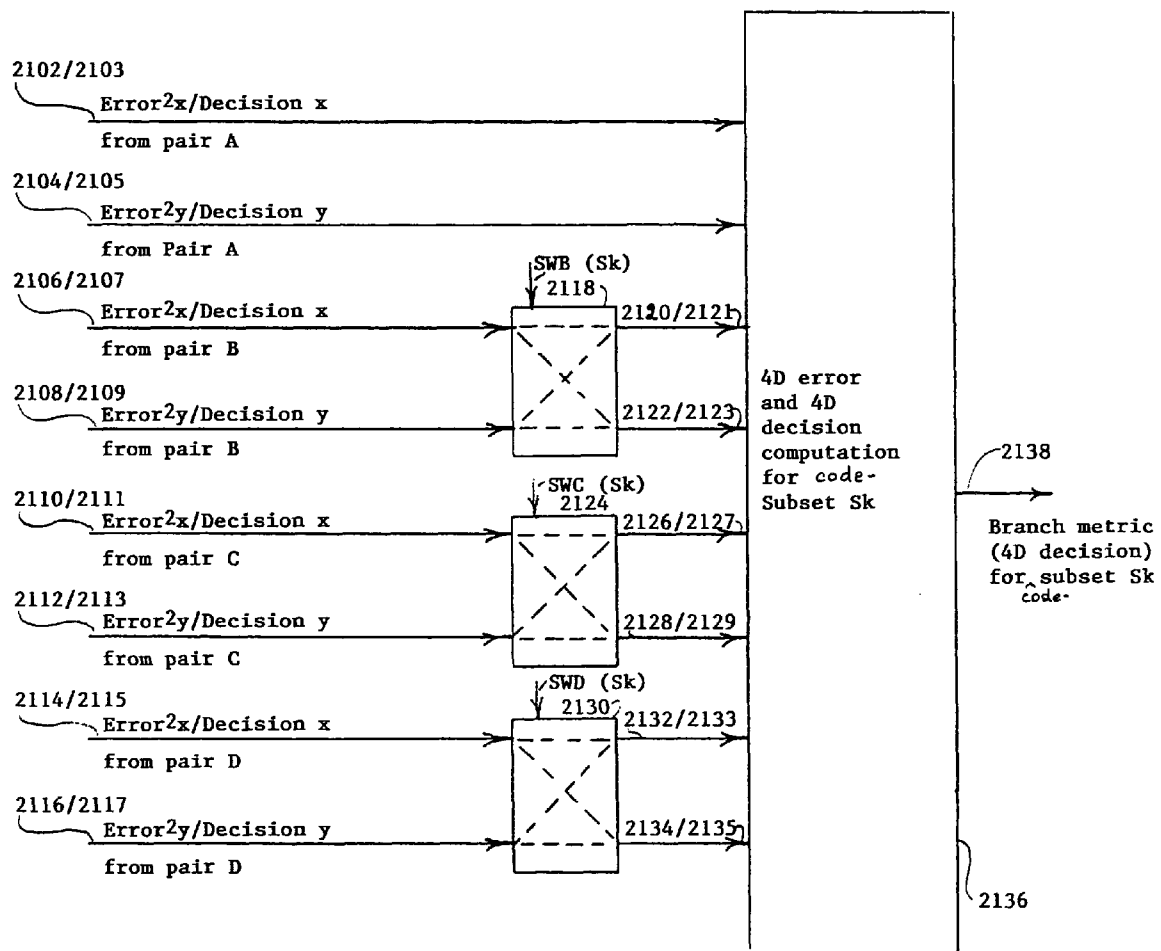 2102/2103
Error2x/Decision x
from pair A
2104/2105
Error2y/Decision y
from Pair A
SWB (Sk)
2118
2106/2107
Error2x/Decision x
2120/2121
from pair B
2108/2109
Error2y/Decision y
2122/2123
from pair B
4D error
and 4D
decision
computation
for code-
Subset Sk
2138
Branch metric
(4D decision)
for code- subset Sk
SWC (Sk)
2124
2110/2111
Error2x/Decision x
2126/2127
from pair C
2112/2113
Error2y/Decision y
2128/2129
from pair C
SWD (Sk)
2130
2114/2115
Error2x/Decision x
2132/2133
from pair D
2116/2117
Error2y/Decision y
2134/2135
from pair D
2136